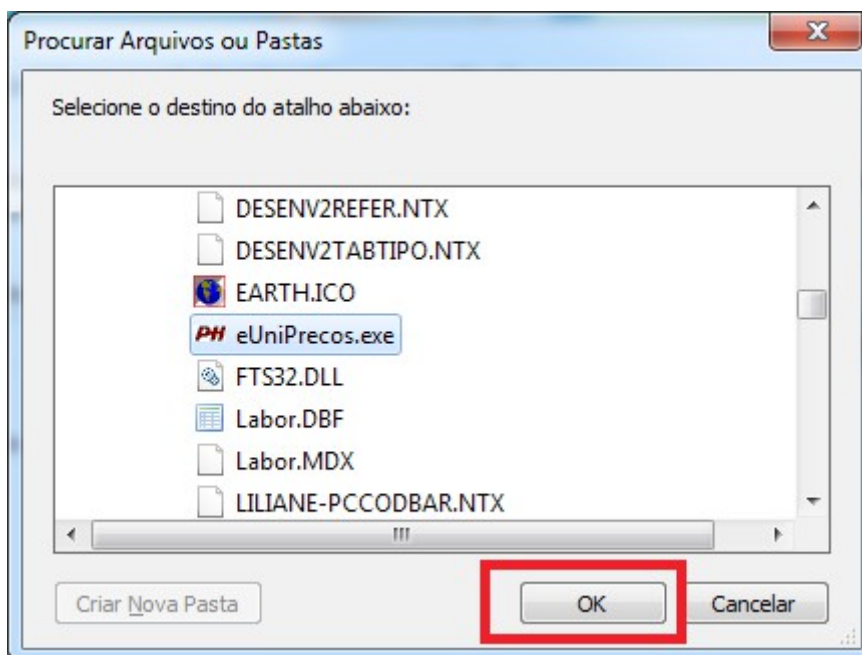 Procurar Arquivos ou Pastas
Selecione o destino do atalho abaixo:
DESENV2REFER.NTX
DESENV2TABTIPO.NTX
EARTH.ICO
PH eUniPrecos.exe
FTS32.DLL
Labor.DBF
Labor.MDX
LILIANE-PCCODBAR.NTX
Criar Nova Pasta OK Cancelar